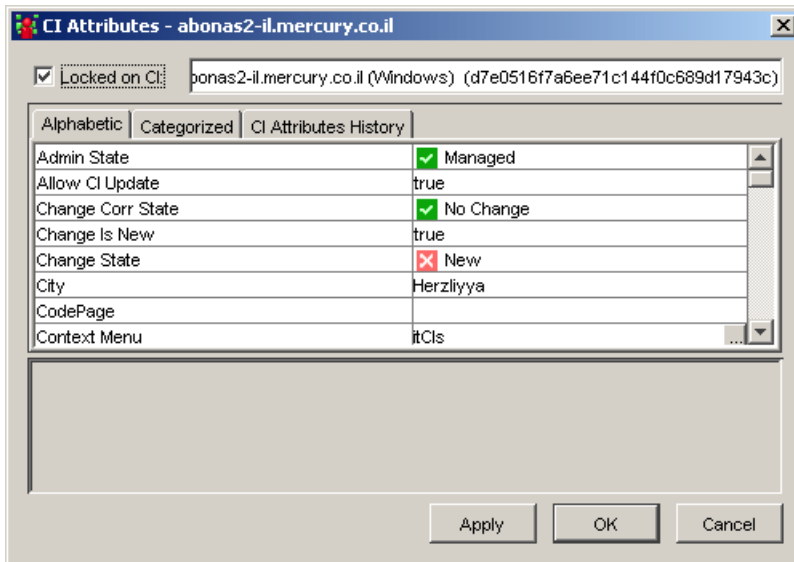 CI Attributes - abonas2-il.mercury.co.il
Locked on CI: bonas2-il.mercury.co.il (Windows) (d7e0516f7a6ee71c144f0c689d17943c)
Alphabetic Categorized CI Attributes History
Admin State Managed
Allow CI Update true
Change Corr State No Change
Change Is New true
Change State New
City Herzliyya
CodePage
Context Menu itCIs ...
Apply OK Cancel